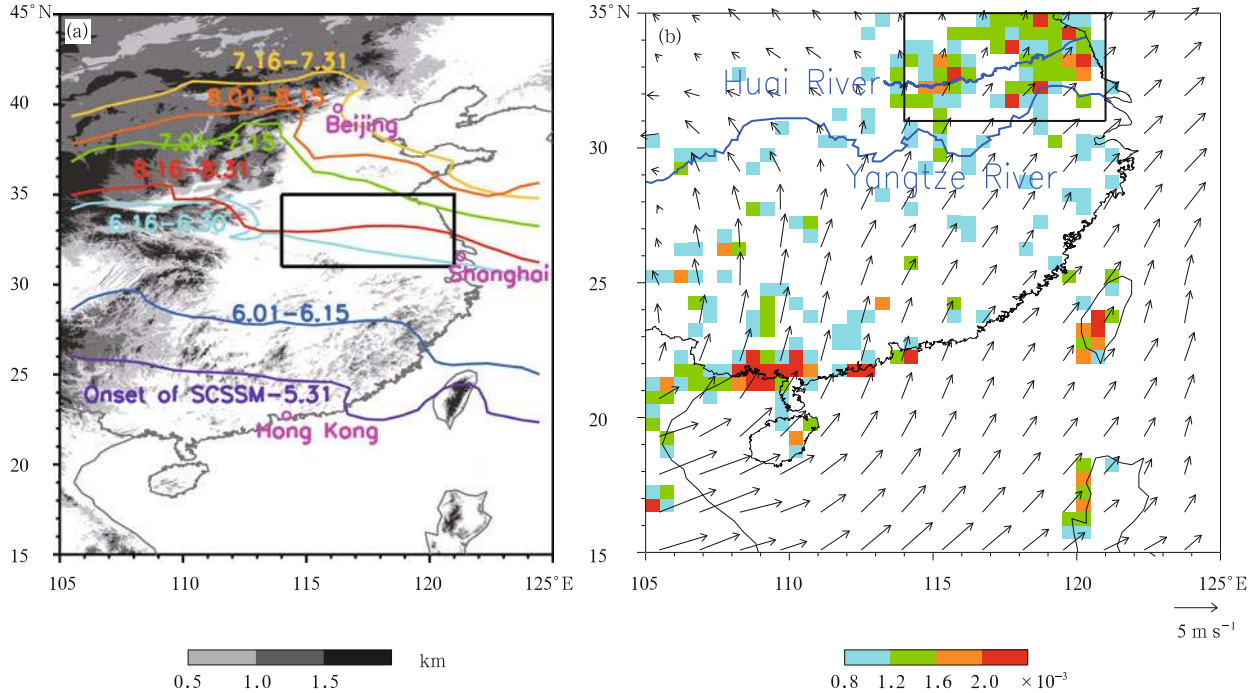 45°N
(a)
7.16-7.31
8.01-8.15
40
Beijing
7.01-7.15
8.16-8.31
35
6.16-6.30
Shanghai
30
6.01-6.15
25
Onset of SCSSM-5.31
Hong Kong
20
15
105 110 115 120 125°E
km
0.5 1.0 1.5
35°N
(b)
Huai River
30
Yangtze River
25
20
15
105 110 115 120 125°E
5 m s⁻¹
0.8 1.2 1.6 2.0 ×10⁻³